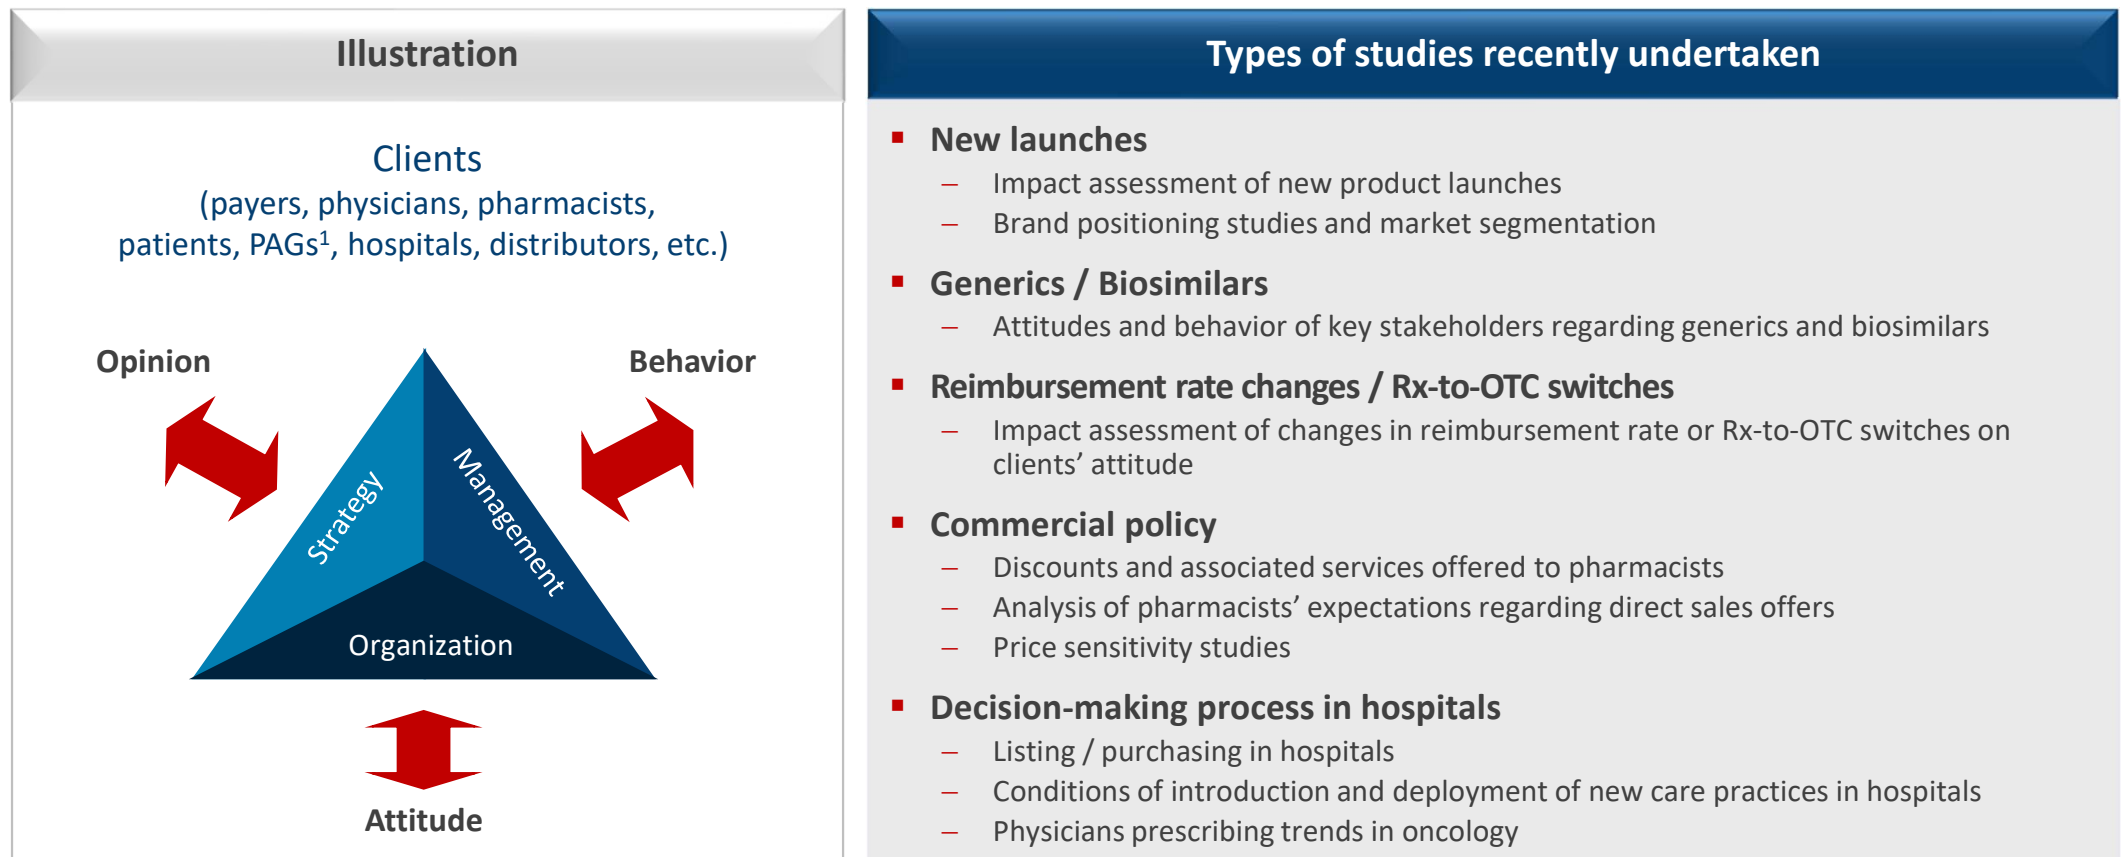 Illustration
Clients
(payers, physicians, pharmacists,
patients, PAGs¹, hospitals, distributors, etc.)
Opinion
Behavior
Strategy
Management
Organization
Attitude
Types of studies recently undertaken
▪ New launches
– Impact assessment of new product launches
– Brand positioning studies and market segmentation
▪ Generics / Biosimilars
– Attitudes and behavior of key stakeholders regarding generics and biosimilars
▪ Reimbursement rate changes / Rx-to-OTC switches
– Impact assessment of changes in reimbursement rate or Rx-to-OTC switches on
clients’ attitude
▪ Commercial policy
– Discounts and associated services offered to pharmacists
– Analysis of pharmacists’ expectations regarding direct sales offers
– Price sensitivity studies
▪ Decision-making process in hospitals
– Listing / purchasing in hospitals
– Conditions of introduction and deployment of new care practices in hospitals
– Physicians prescribing trends in oncology